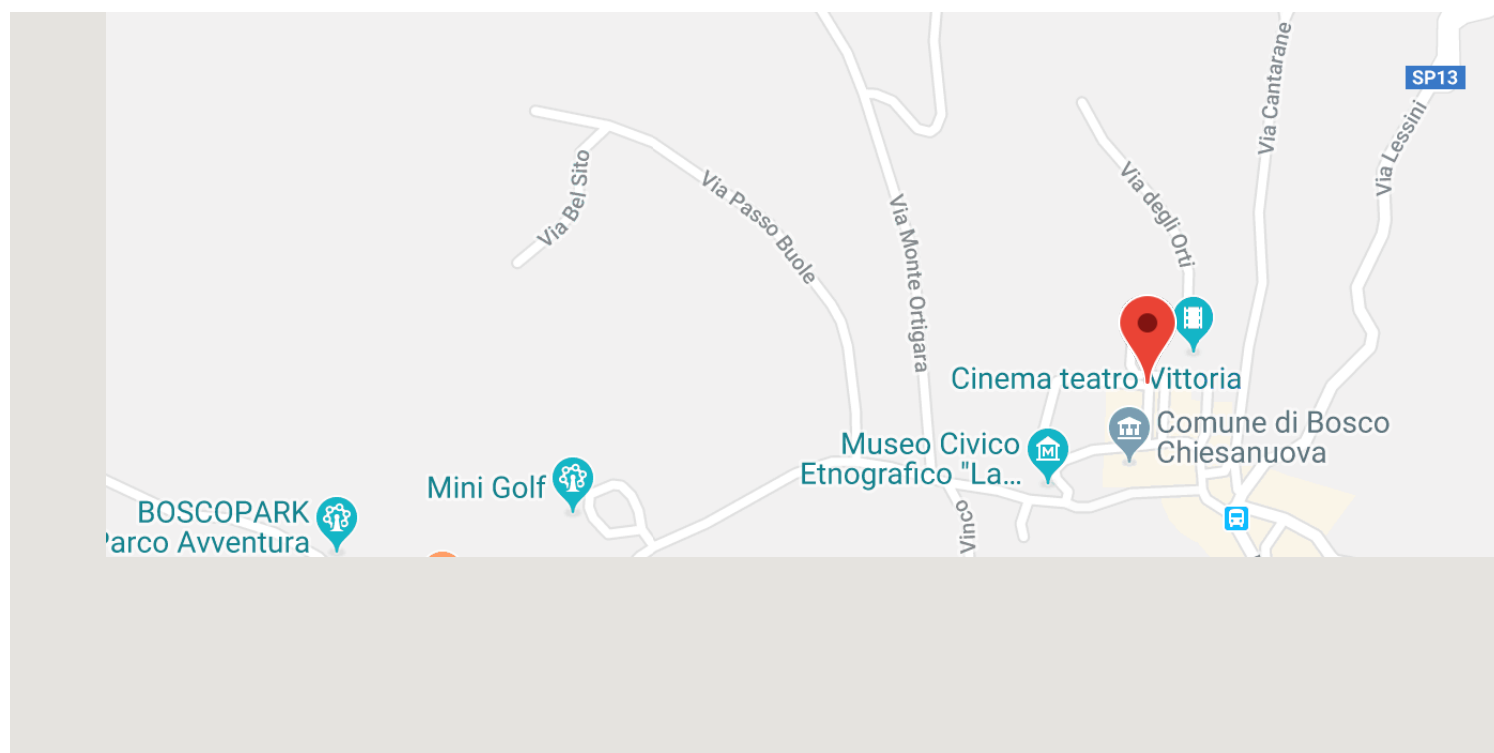 SP13
Via Cantarane
Via Lessini
Via Bel Sito
Via Passo Buole
Via degli Orti
Via Monte Ortigara
Cinema teatro Vittoria
Comune di Bosco
Chiesanuova
Museo Civico
Etnografico "La...
Mini Golf
BOSCOPARK
Parco Avventura
Vinco